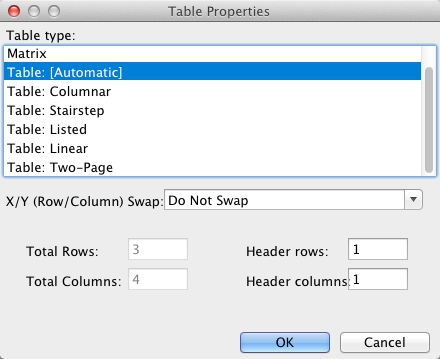 Table Properties
Table type:
Matrix
Table: [Automatic]
Table: Columnar
Table: Stairstep
Table: Listed
Table: Linear
Table: Two-Page
X/Y (Row/Column) Swap: Do Not Swap
Total Rows: 3 Header rows: 1
Total Columns: 4 Header columns: 1
OK Cancel